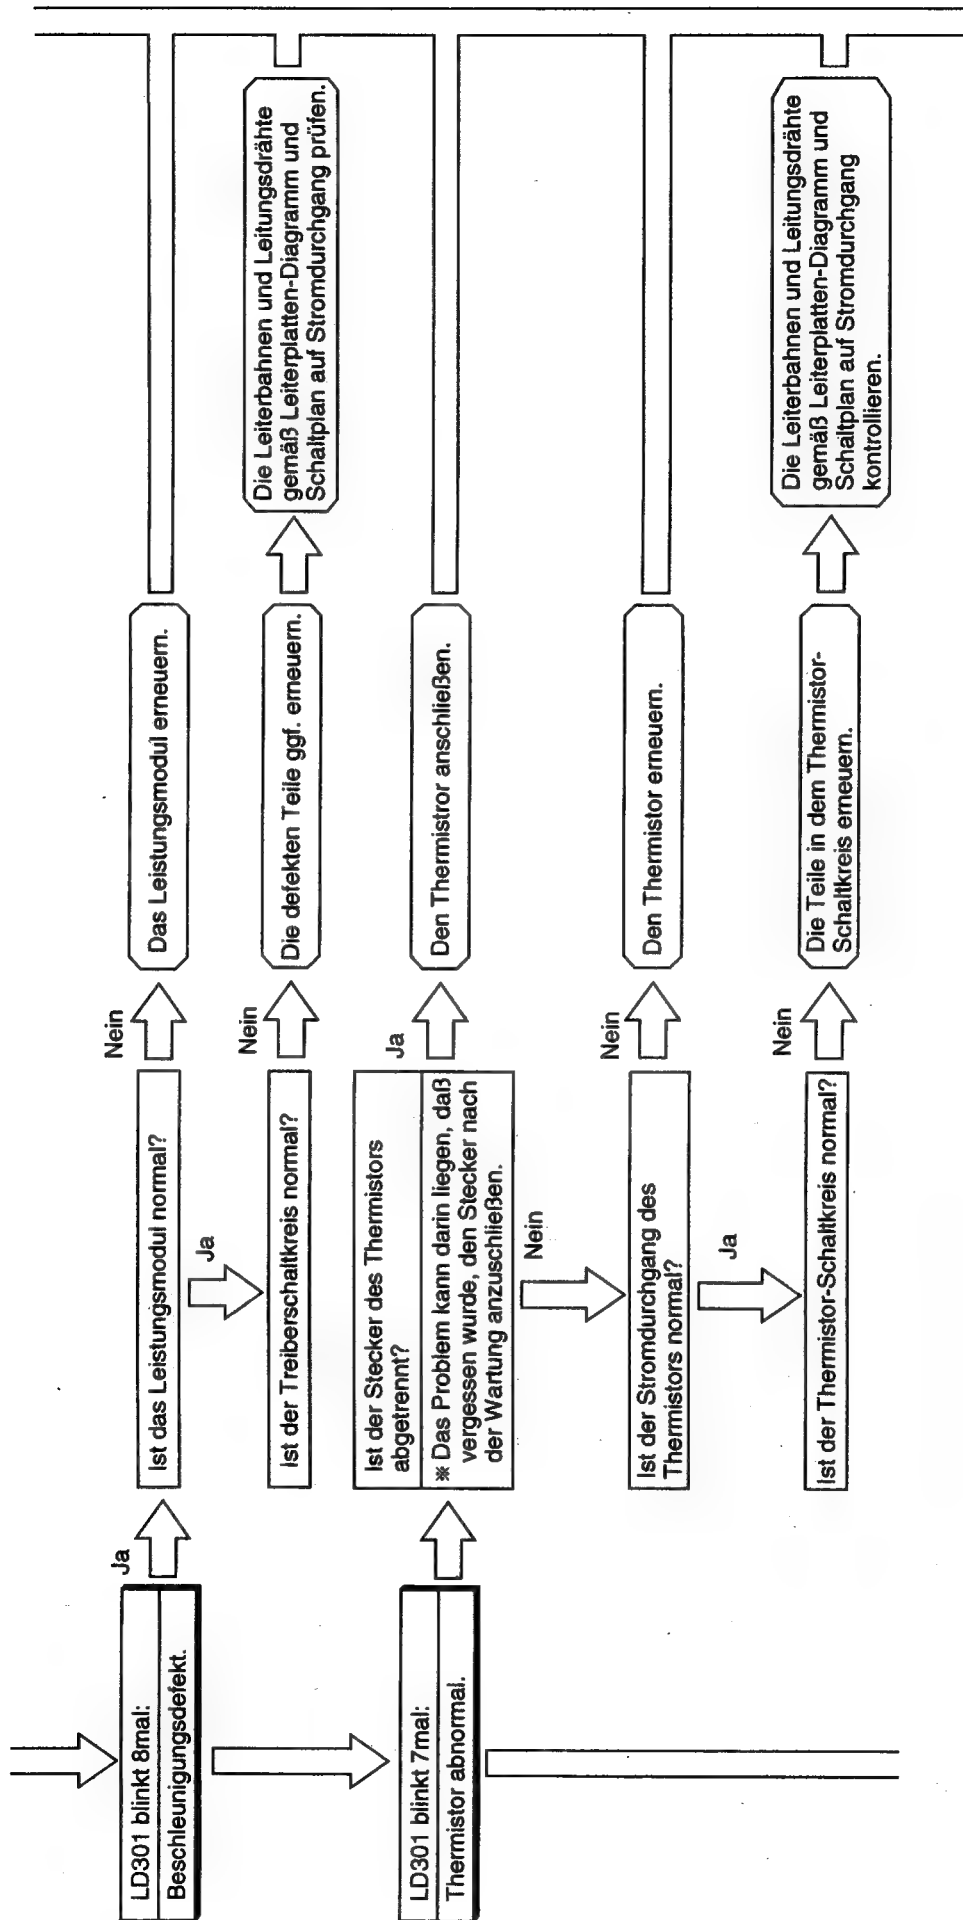 LD301 blinkt 8mal:
Beschleunigungsdefekt.
Ja
Ist das Leistungsmodul normal?
Nein
Das Leistungsmodul erneuern.
Ja
Ist der Treiberschaltkreis normal?
Nein
Die defekten Teile ggf. erneuern.
Die Leiterbahnen und Leitungsdrähte
gemäß Leiterplatten-Diagramm und
Schaltplan auf Stromdurchgang prüfen.
LD301 blinkt 7mal:
Thermistor abnormal.
Ist der Stecker des Thermistors
abgetrennt?
※ Das Problem kann darin liegen, daß
vergessen wurde, den Stecker nach
der Wartung anzuschließen.
Ja
Den Thermistror anschließen.
Nein
Ist der Stromdurchgang des
Thermistors normal?
Nein
Den Thermistor erneuern.
Ja
Ist der Thermistor-Schaltkreis normal?
Nein
Die Teile in dem Thermistor-
Schaltkreis erneuern.
Die Leiterbahnen und Leitungsdrähte
gemäß Leiterplatten-Diagramm und
Schaltplan auf Stromdurchgang
kontrollieren.